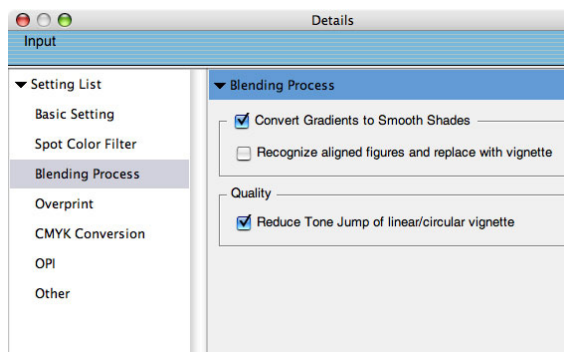 Details
Input
Setting List
Basic Setting
Spot Color Filter
Blending Process
Overprint
CMYK Conversion
OPI
Other
Blending Process
Convert Gradients to Smooth Shades
Recognize aligned figures and replace with vignette
Quality
Reduce Tone Jump of linear/circular vignette